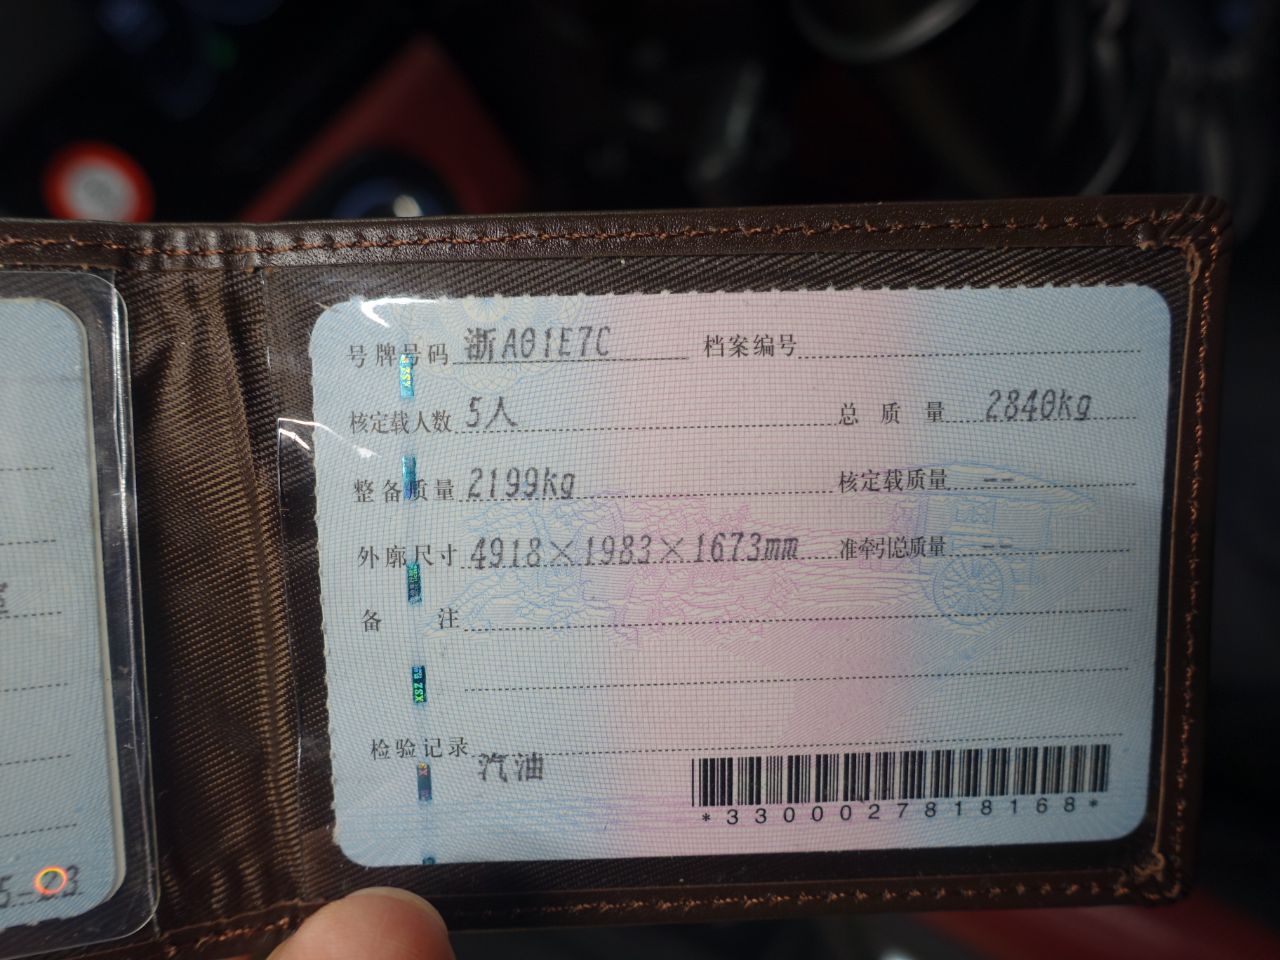 号牌号码 浙A01E7C 档案编号
核定载人数 5人 总质量 2840kg
整备质量 2199kg 核定载质量 --
外廓尺寸 4918×1983×1673mm 准牵引总质量 --
备注
检验记录 汽油
*3300027818168*